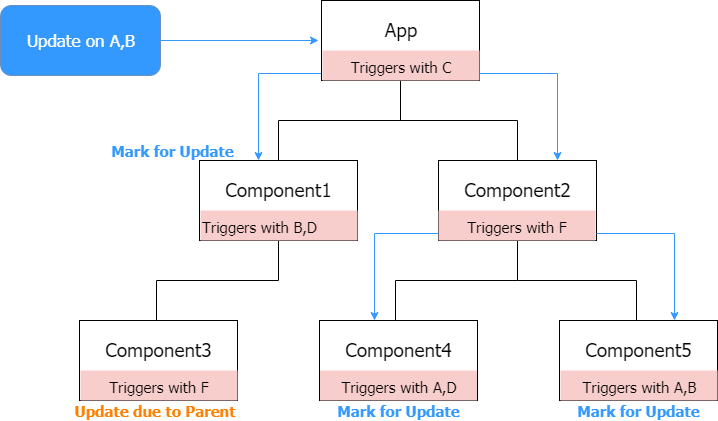 Update on A,B
App
Triggers with C
Mark for Update
Component1
Triggers with B,D
Component2
Triggers with F
Component3
Triggers with F
Update due to Parent
Component4
Triggers with A,D
Mark for Update
Component5
Triggers with A,B
Mark for Update